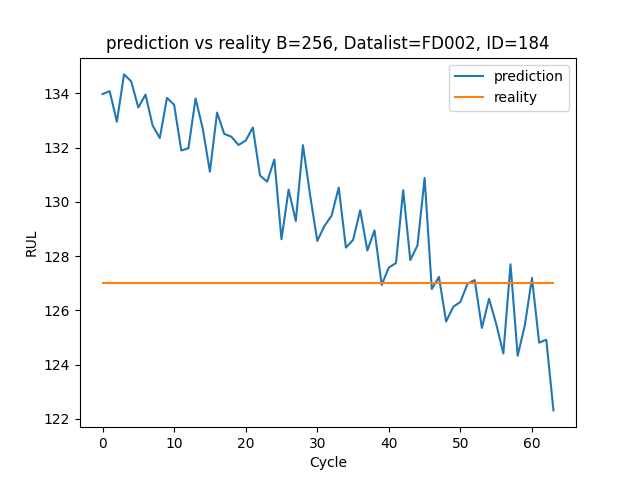 prediction vs reality B=256, Datalist=FD002, ID=184
prediction
reality
134
132
130
128
126
124
122
RUL
0 10 20 30 40 50 60
Cycle